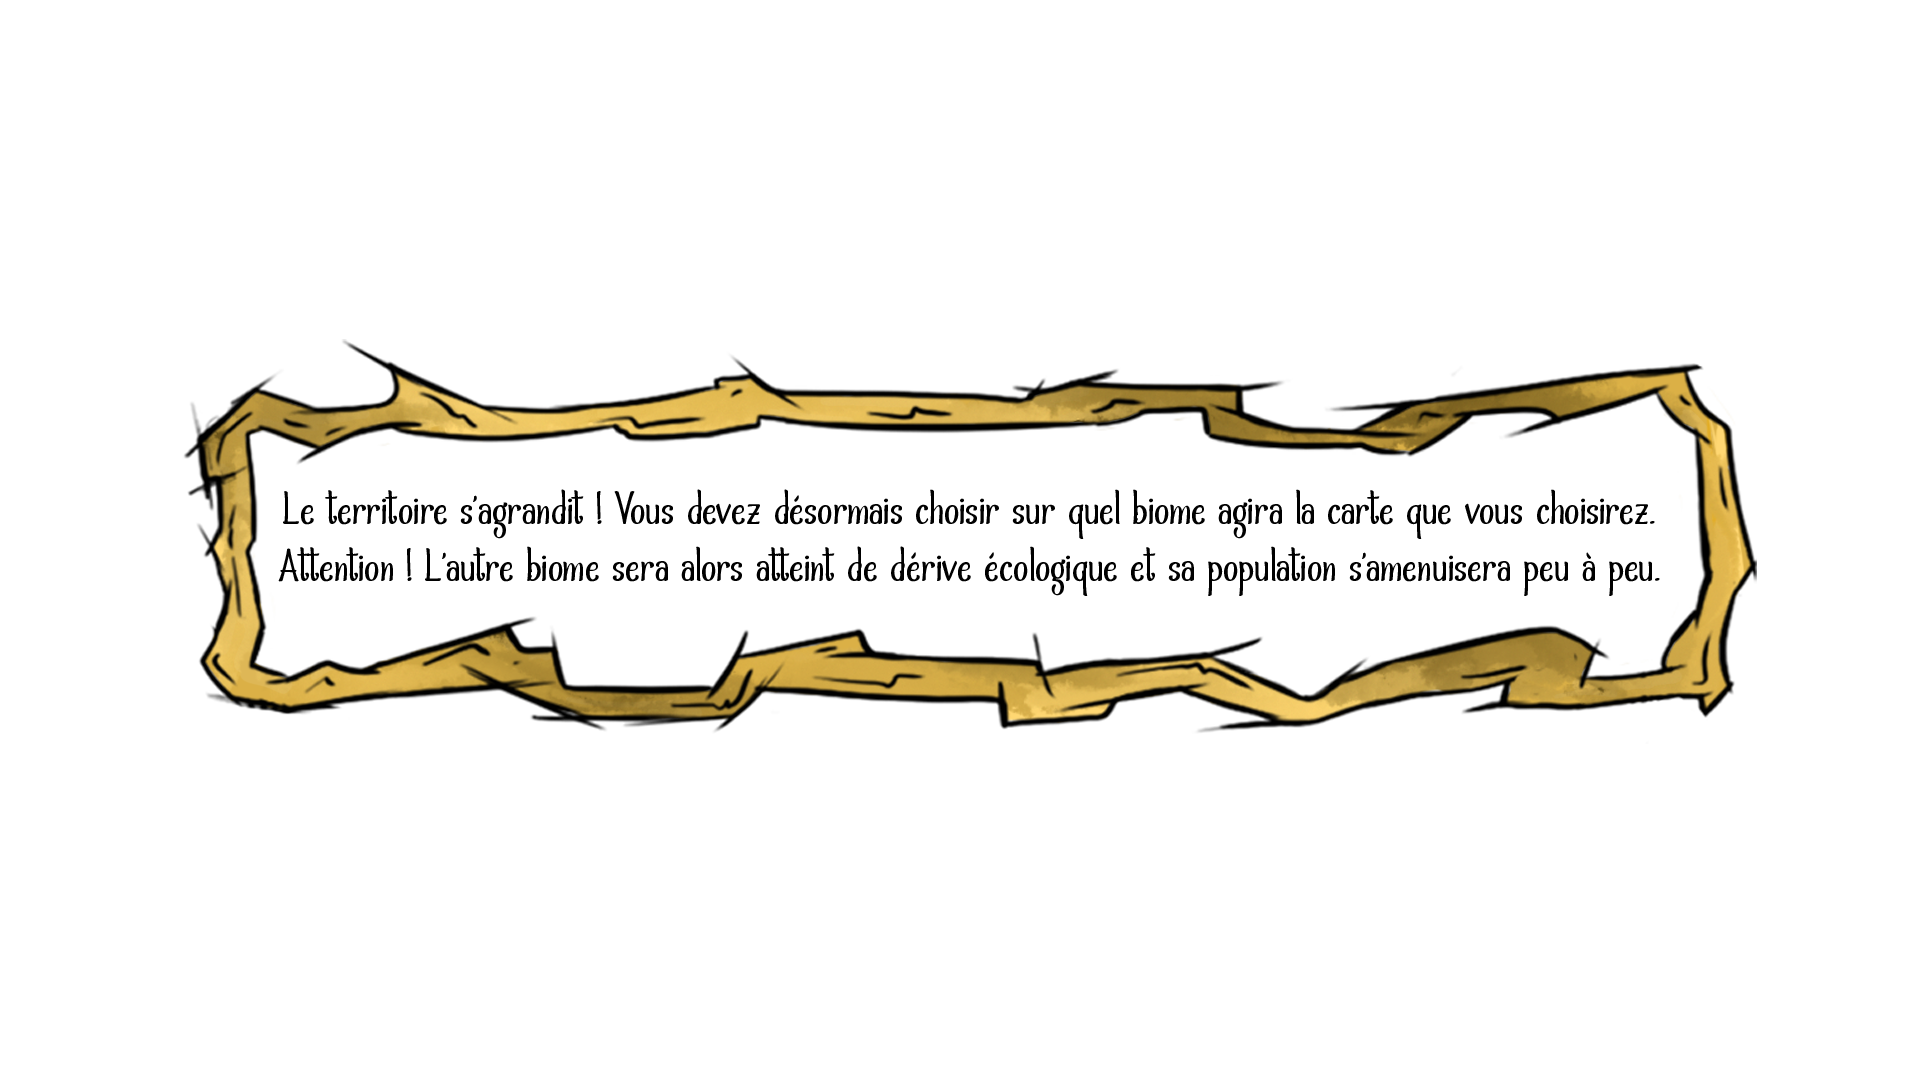 Le territoire s'agrandit ! Vous devez désormais choisir sur quel biome agira la carte que vous choisirez.
Attention ! L'autre biome sera alors atteint de dérive écologique et sa population s'amenuisera peu à peu.